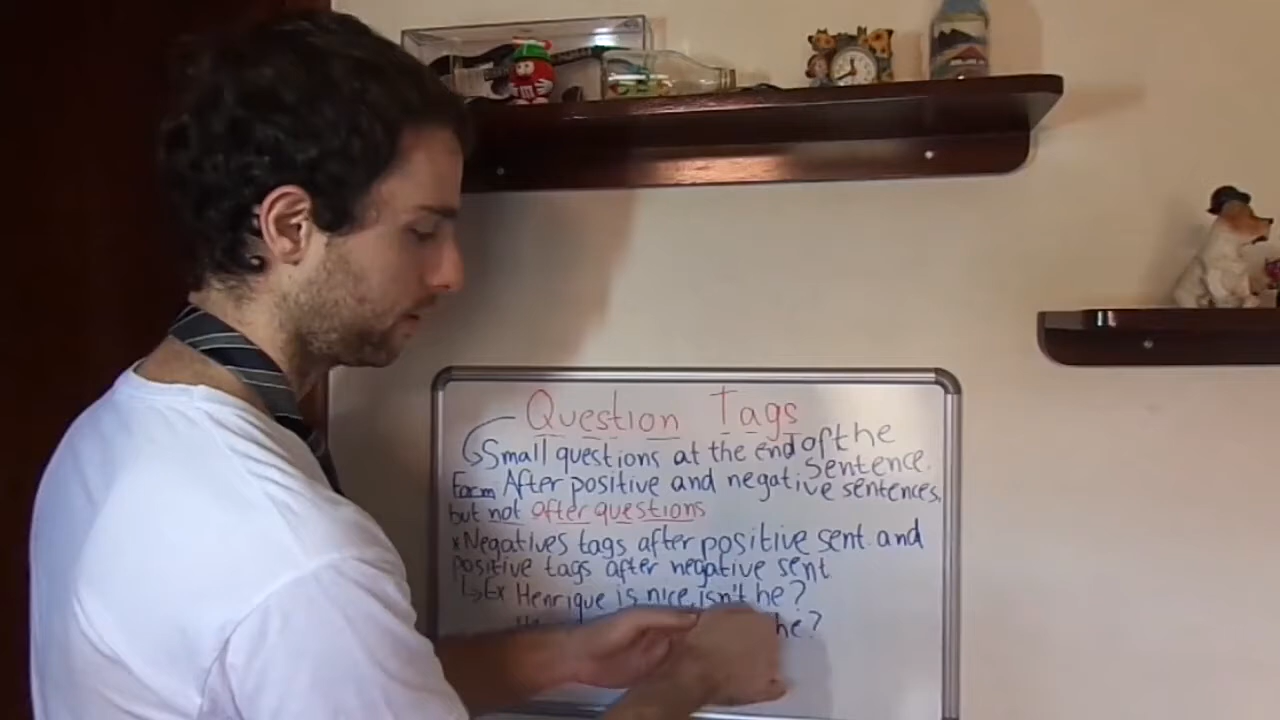 Question Tags
Small questions at the end of the
sentence.
Form After positive and negative sentences,
but not after questions
x Negatives tags after positive sent. and
positive tags after negative sent
Ex Henrique is nice, isn't he?
he?